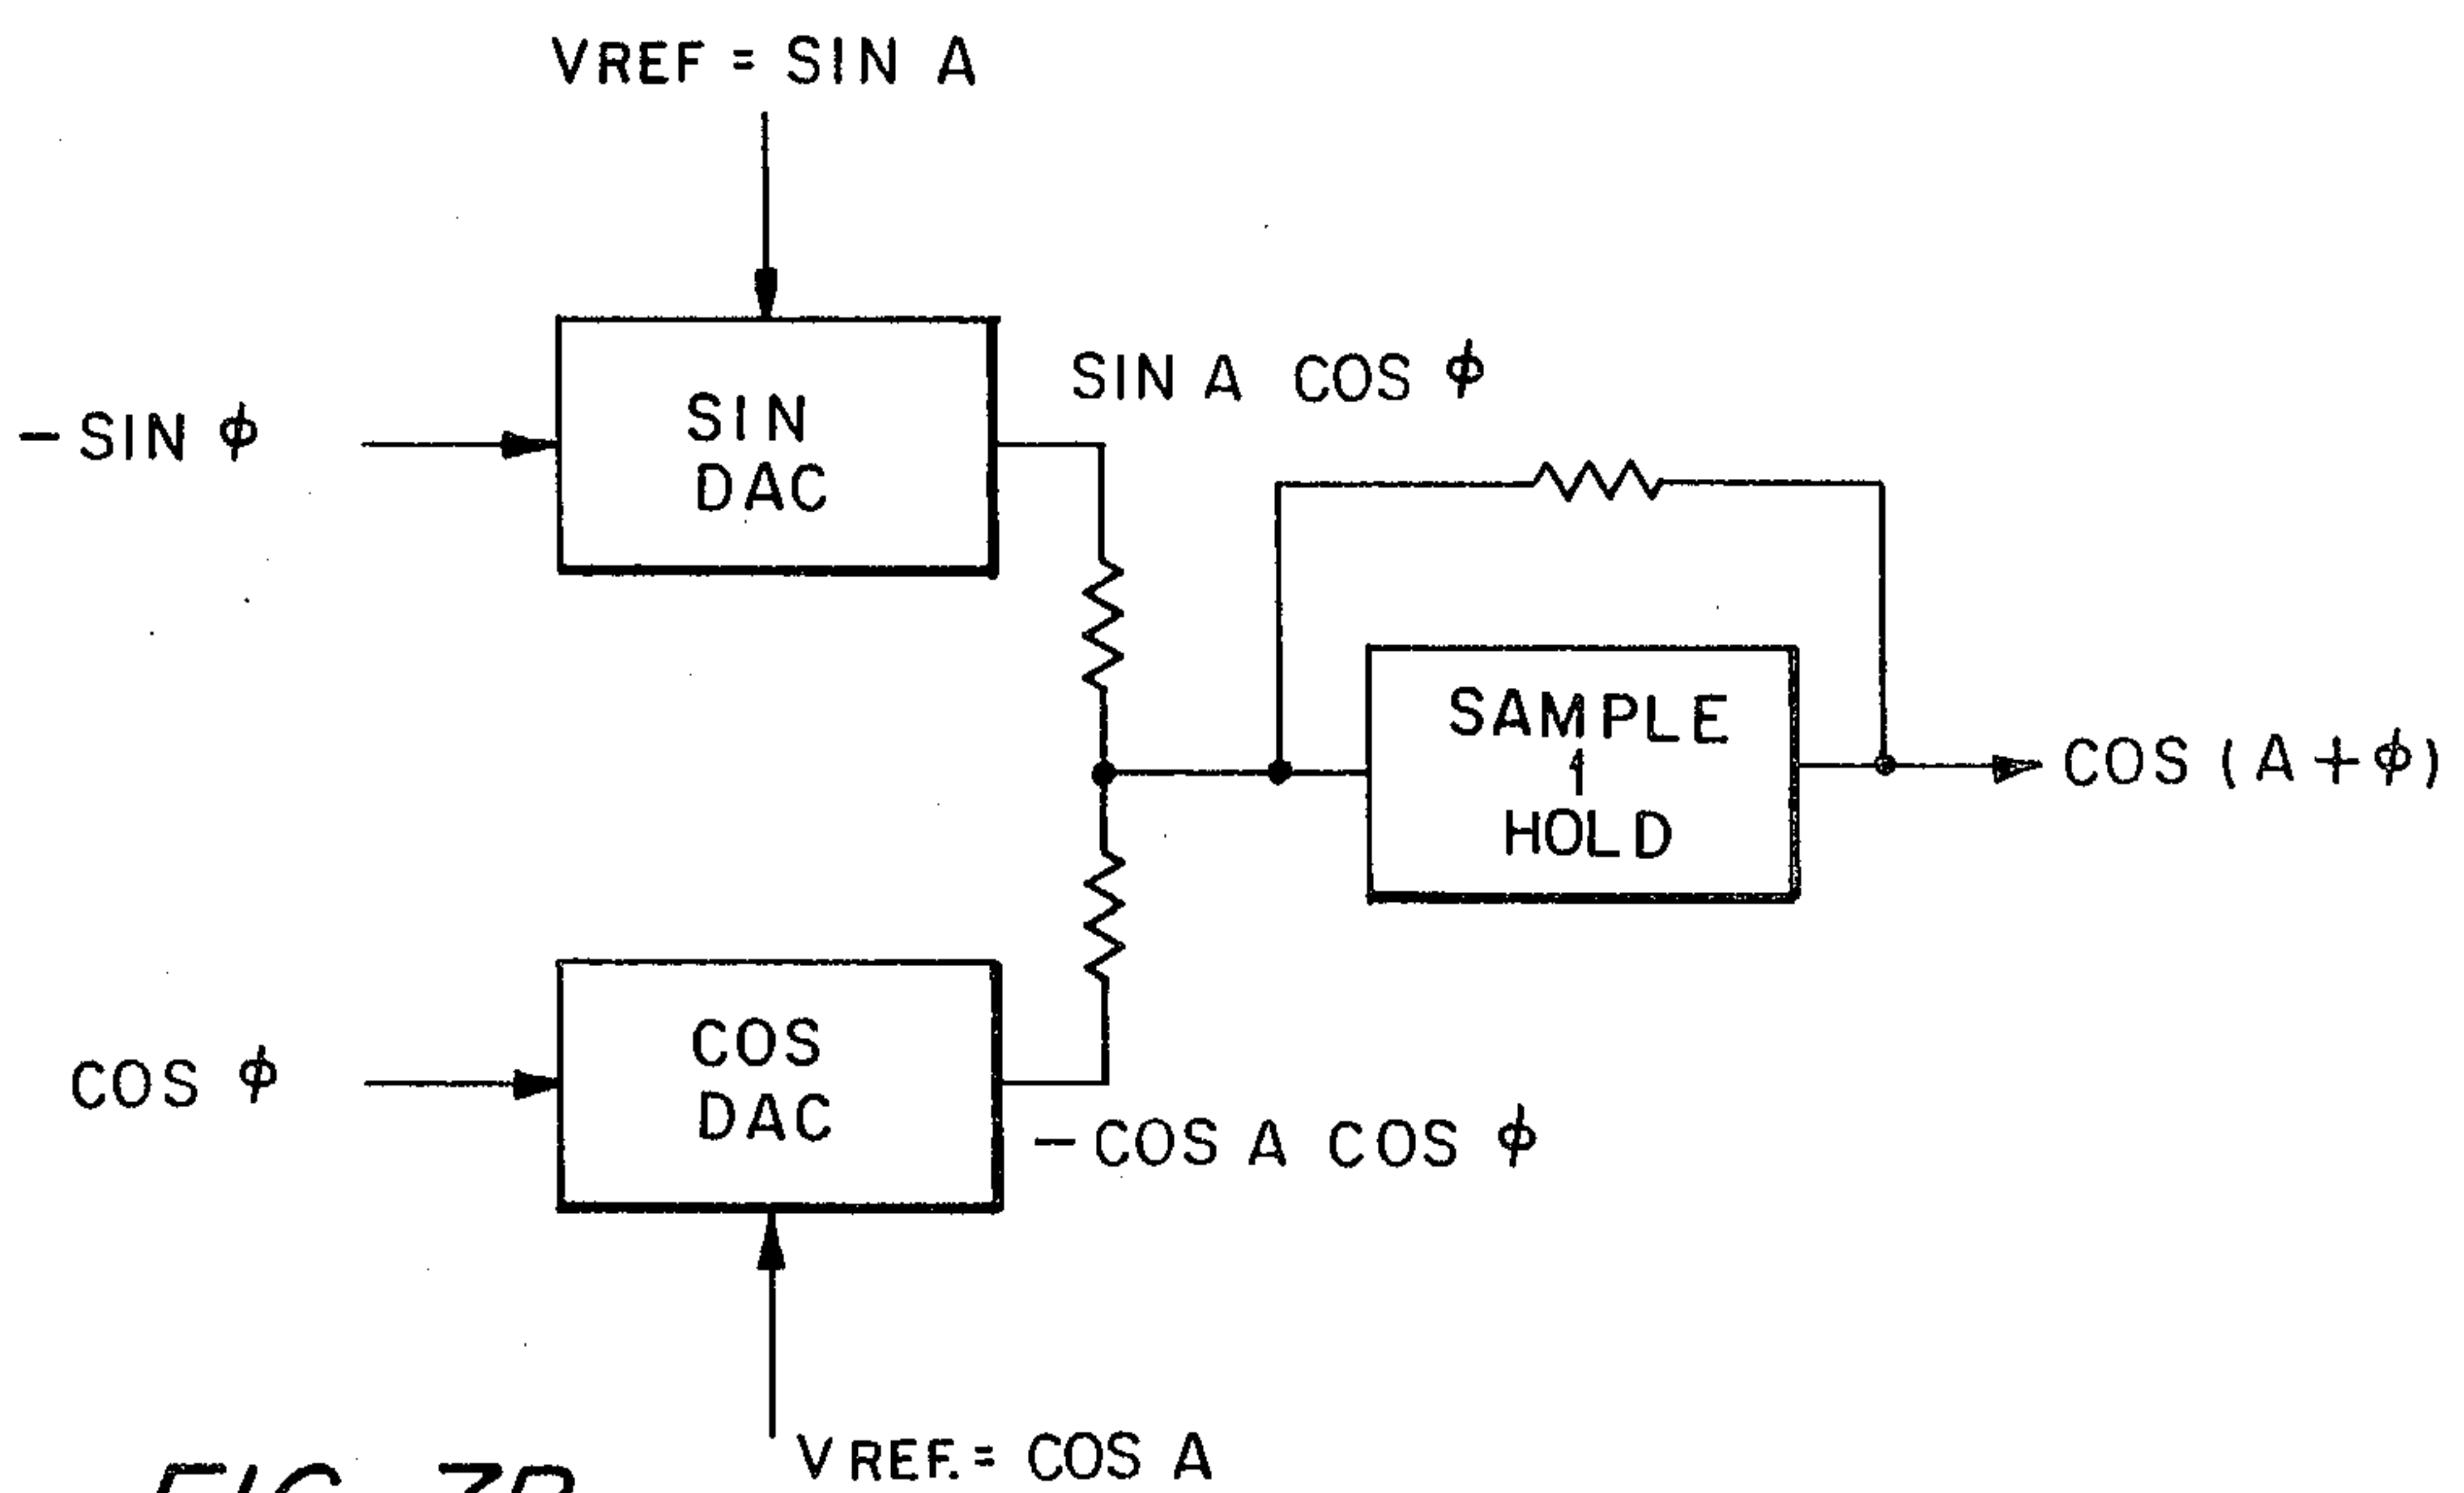 VREF = SIN A
SIN A COS ϕ
-SIN ϕ
SIN
DAC
SAMPLE
HOLD
COS (A+ϕ)
COS ϕ
COS
DAC
-COS A COS ϕ
VREF.= COS A